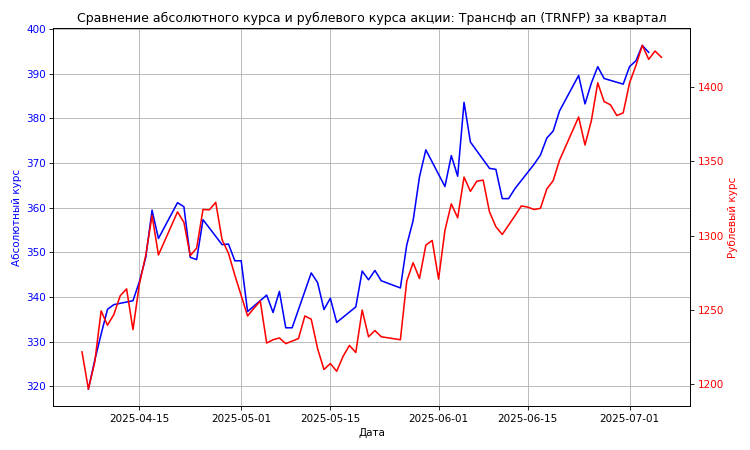 Сравнение абсолютного курса и рублевого курса акции: Транснф ап (TRNFP) за квартал
400
390
380
370
360
350
340
330
320
Абсолютный курс
1400
1350
1300
1250
1200
Рублевый курс
2025-04-15 2025-05-01 2025-05-15 2025-06-01 2025-06-15 2025-07-01
Дата